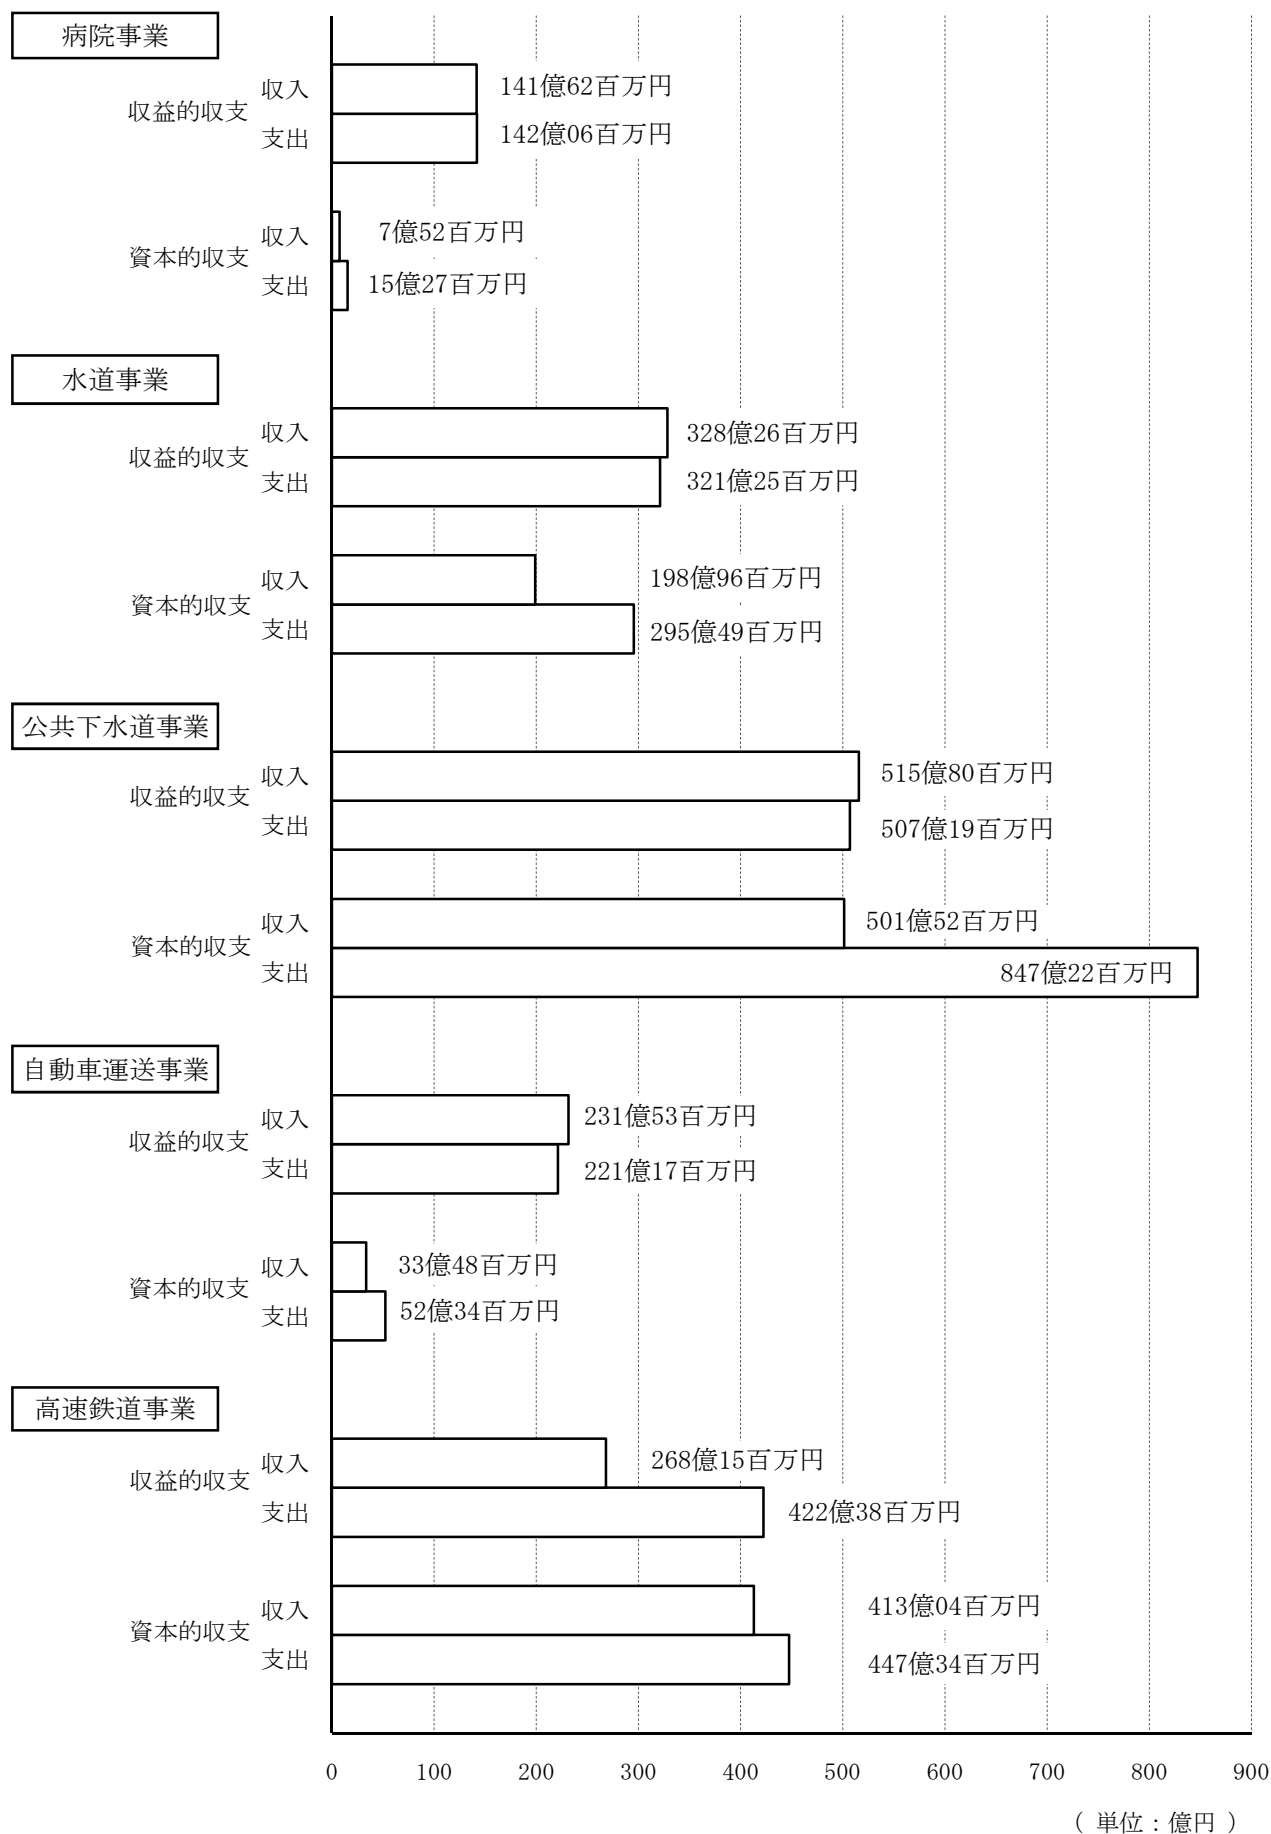 病院事業
収益的収支
収入 141億62百万円
支出 142億06百万円
資本的収支
収入 7億52百万円
支出 15億27百万円
水道事業
収益的収支
収入 328億26百万円
支出 321億25百万円
資本的収支
収入 198億96百万円
支出 295億49百万円
公共下水道事業
収益的収支
収入 515億80百万円
支出 507億19百万円
資本的収支
収入 501億52百万円
支出 847億22百万円
自動車運送事業
収益的収支
収入 231億53百万円
支出 221億17百万円
資本的収支
収入 33億48百万円
支出 52億34百万円
高速鉄道事業
収益的収支
収入 268億15百万円
支出 422億38百万円
資本的収支
収入 413億04百万円
支出 447億34百万円
0 100 200 300 400 500 600 700 800 900
（ 単位：億円 ）